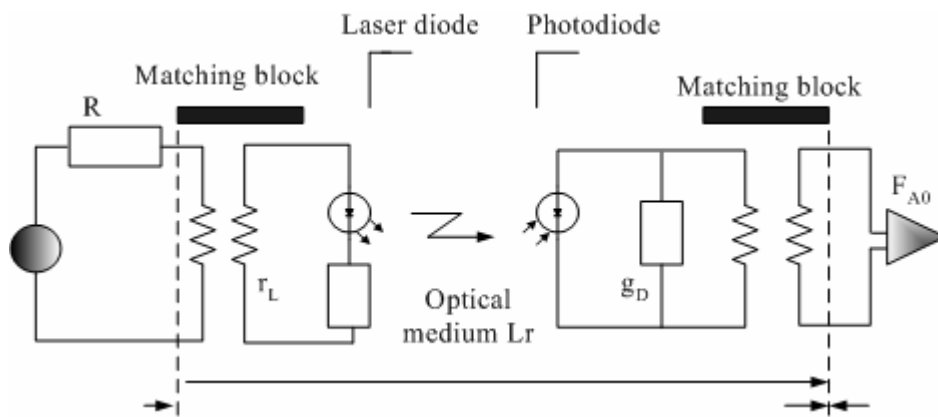 Laser diode
Photodiode
Matching block
Matching block
R
F_A0
r_L
g_D
Optical
medium Lr